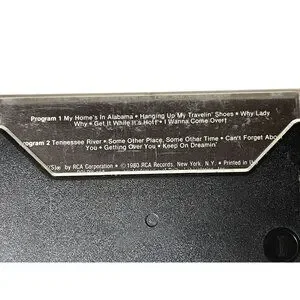 Program 1 My Home's In Alabama • Hanging Up My Travelin' Shoes • Why Lady
Why • Get It While It's Hot† • I Wanna Come Over†
Program 2 Tennessee River • Some Other Place, Some Other Time • Can't Forget About
You • Getting Over You • Keep On Dreamin'
(S)® by RCA Corporation • © 1980 RCA Records, New York, N.Y. • Printed in U